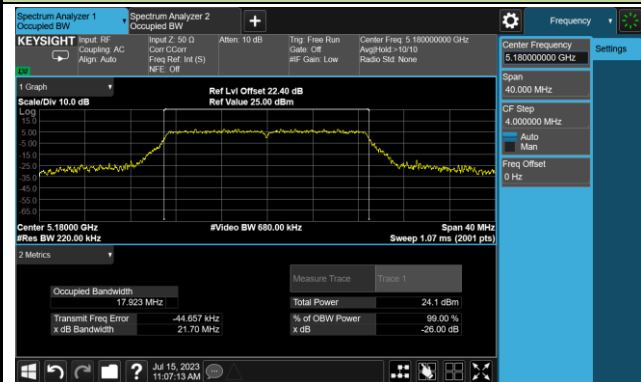 Spectrum Analyzer 1
Occupied BW
Spectrum Analyzer 2
Occupied BW
Frequency
KEYSIGHT
Input: RF
Coupling: AC
Align: Auto
Input Z: 50 Ω
Corr CCorr
Freq Ref: Int (S)
NFE: Off
Atten: 10 dB
Trig: Free Run
Gate: Off
#IF Gain: Low
Center Freq: 5.180000000 GHz
Avg|Hold:>10/10
Radio Std: None
Center Frequency
5.180000000 GHz
Settings
Span
40.000 MHz
CF Step
4.000000 MHz
Auto
Man
Freq Offset
0 Hz
1 Graph
Scale/Div 10.0 dB
Ref Lvl Offset 22.40 dB
Ref Value 25.00 dBm
Log
15.0
5.00
-5.00
-15.0
-25.0
-35.0
-45.0
-55.0
-65.0
Center 5.18000 GHz
#Res BW 220.00 kHz
#Video BW 680.00 kHz
Span 40 MHz
Sweep 1.07 ms (2001 pts)
2 Metrics
Measure Trace
Trace 1
Occupied Bandwidth
17.923 MHz
Total Power
24.1 dBm
Transmit Freq Error
-44.657 kHz
% of OBW Power
99.00 %
x dB Bandwidth
21.70 MHz
x dB
-26.00 dB
Jul 15, 2023
11:07:13 AM